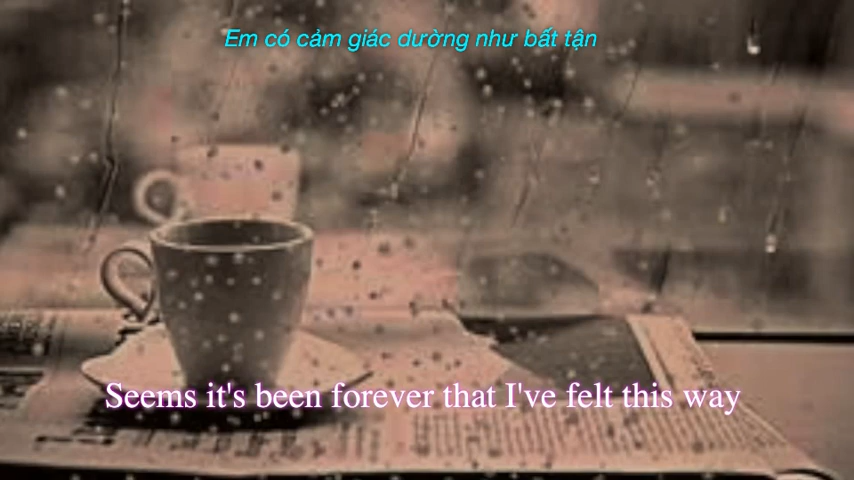 Em có cảm giác dường như bất tận
Seems it's been forever that I've felt this way